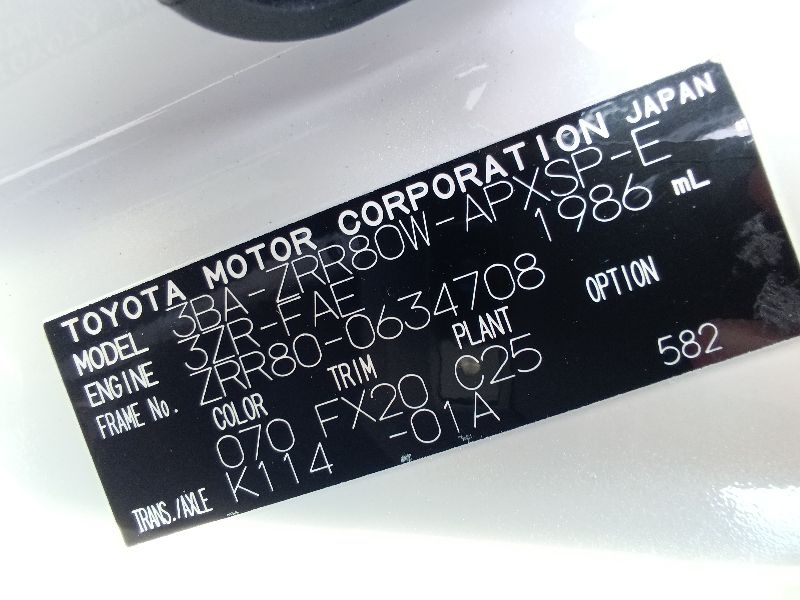 TOYOTA MOTOR CORPORATION JAPAN
MODEL 3BA-ZRR80W-APXSP-E
ENGINE 3ZR-FAE 1986 mL
FRAME No. ZRR80-0634708
COLOR TRIM PLANT OPTION
070 FX20 C25 582
TRANS./AXLE K114 -01A